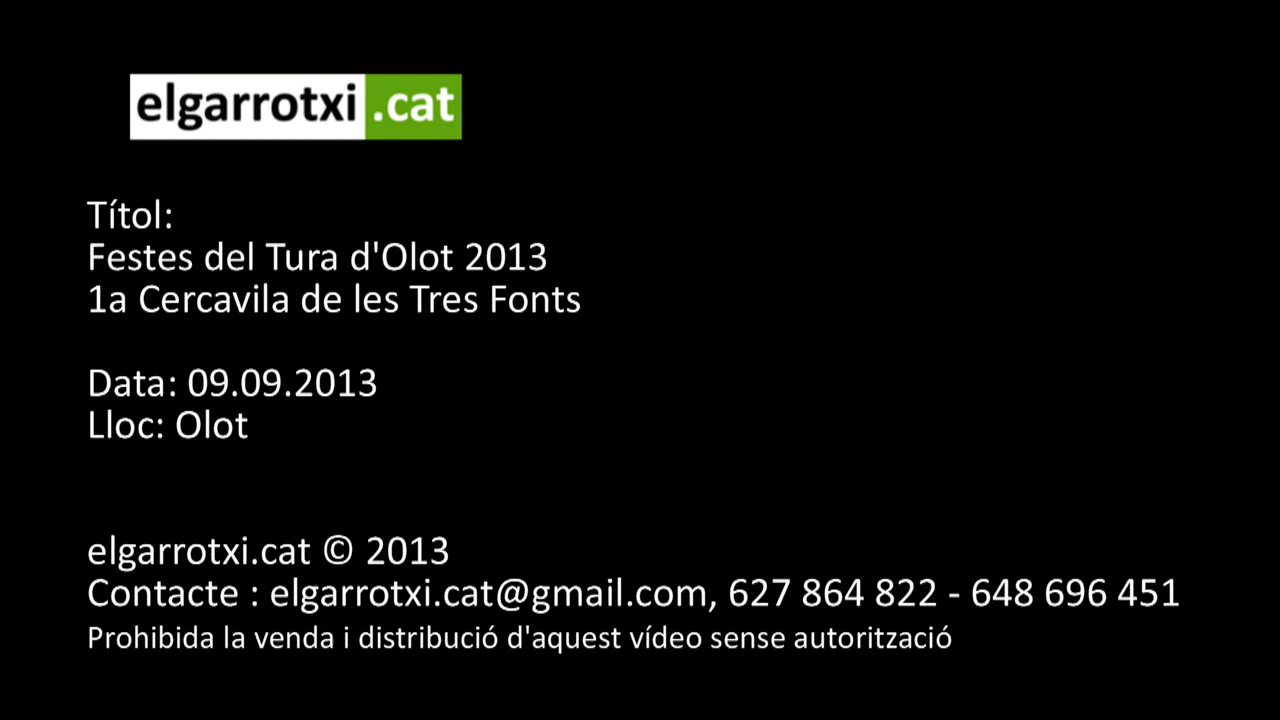 elgarrotxi .cat
Títol:
Festes del Tura d'Olot 2013
1a Cercavila de les Tres Fonts
Data: 09.09.2013
Lloc: Olot
elgarrotxi.cat © 2013
Contacte : elgarrotxi.cat@gmail.com, 627 864 822 - 648 696 451
Prohibida la venda i distribució d'aquest vídeo sense autorització